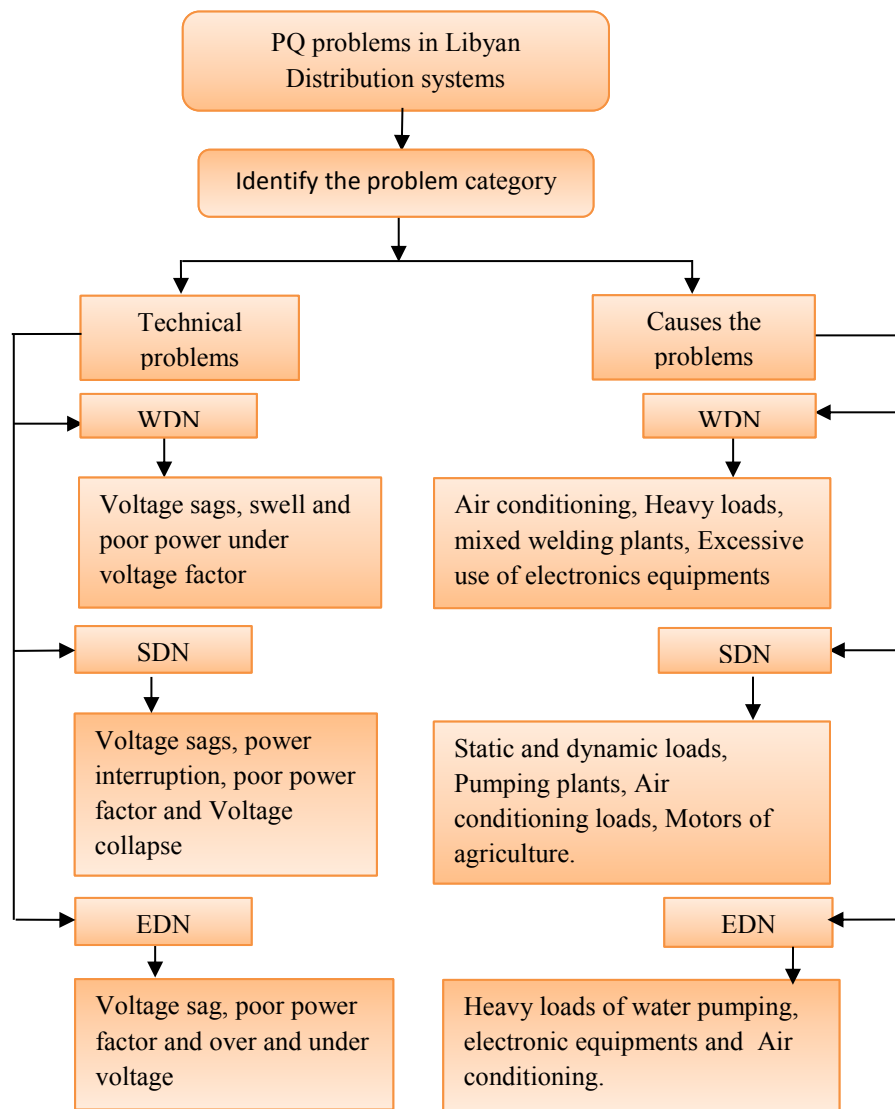 PQ problems in Libyan
Distribution systems
Identify the problem category
Technical
problems
WDN
Voltage sags, swell and
poor power under
voltage factor
SDN
Voltage sags, power
interruption, poor power
factor and Voltage
collapse
EDN
Voltage sag, poor power
factor and over and under
voltage
Causes the
problems
WDN
Air conditioning, Heavy loads,
mixed welding plants, Excessive
use of electronics equipments
SDN
Static and dynamic loads,
Pumping plants, Air
conditioning loads, Motors of
agriculture.
EDN
Heavy loads of water pumping,
electronic equipments and Air
conditioning.